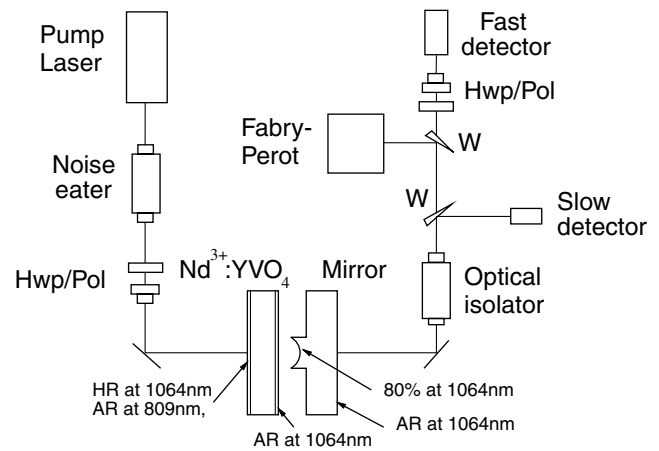 Pump
Laser
Noise
eater
Hwp/Pol
Nd³⁺:YVO₄
HR at 1064nm
AR at 809nm,
AR at 1064nm
Mirror
80% at 1064nm
AR at 1064nm
Optical
isolator
W
Slow
detector
Fabry-
Perot
W
Hwp/Pol
Fast
detector